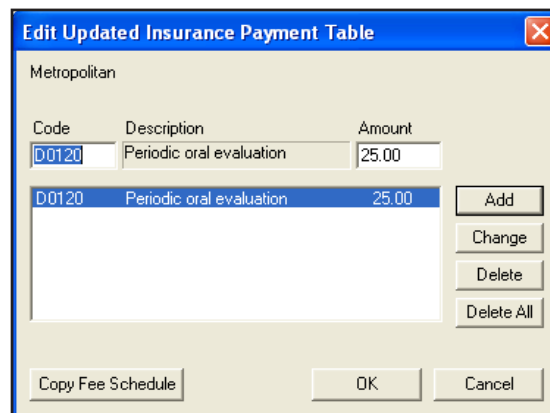 Edit Updated Insurance Payment Table
Metropolitan
Code Description Amount
D0120 Periodic oral evaluation 25.00
D0120 Periodic oral evaluation 25.00
Add
Change
Delete
Delete All
Copy Fee Schedule OK Cancel